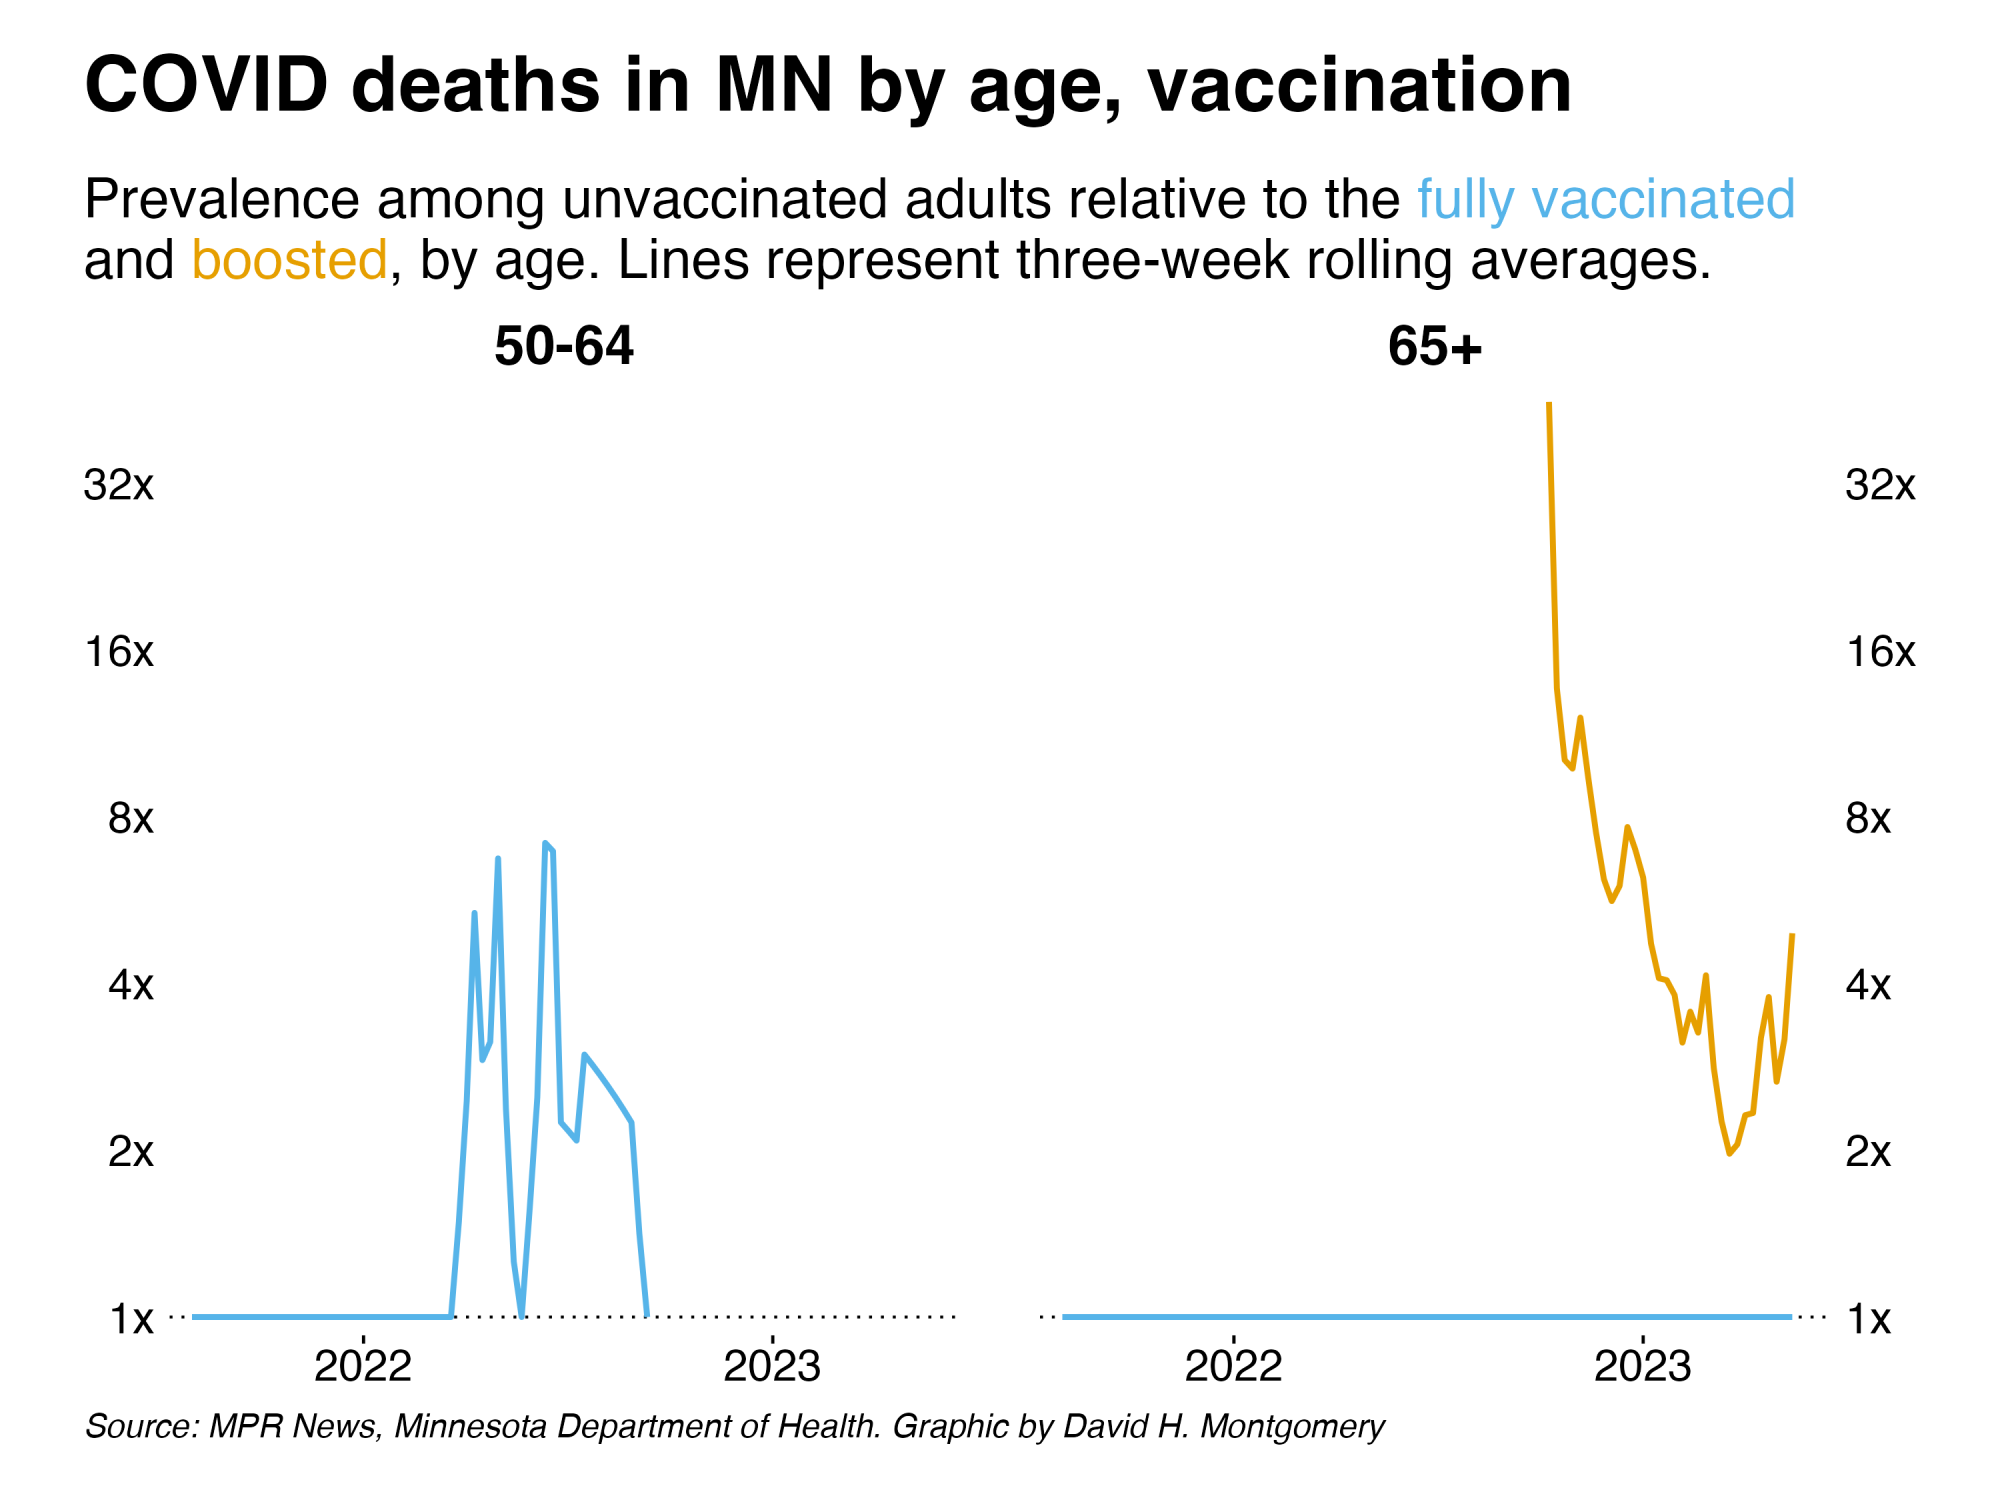 COVID deaths in MN by age, vaccination
Prevalence among unvaccinated adults relative to the fully vaccinated
and boosted, by age. Lines represent three-week rolling averages.
50-64
65+
32x
16x
8x
4x
2x
1x
32x
16x
8x
4x
2x
1x
2022
2023
2022
2023
Source: MPR News, Minnesota Department of Health. Graphic by David H. Montgomery